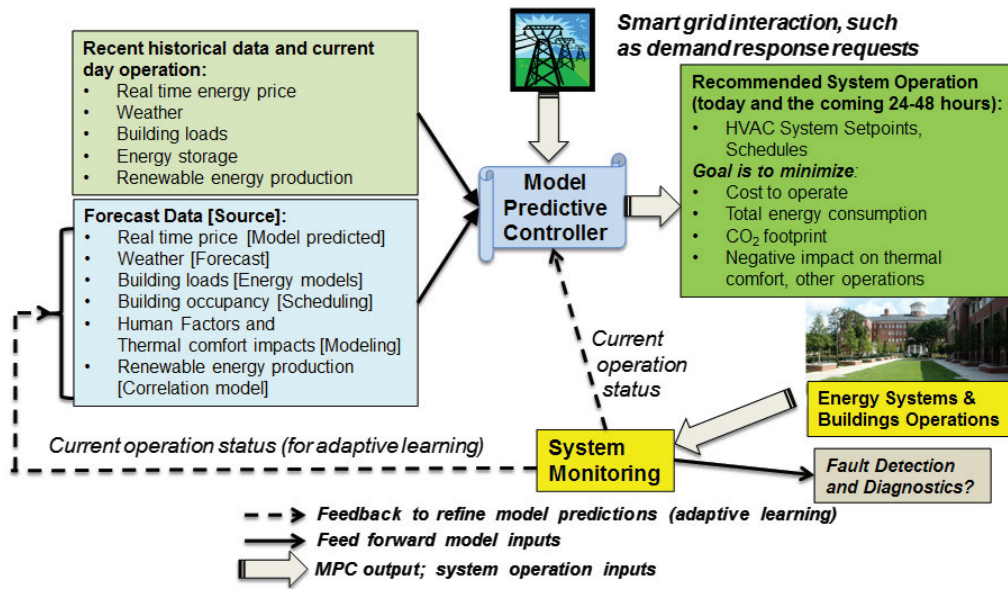 Smart grid interaction, such
as demand response requests
Recent historical data and current
day operation:
• Real time energy price
• Weather
• Building loads
• Energy storage
• Renewable energy production
Forecast Data [Source]:
• Real time price [Model predicted]
• Weather [Forecast]
• Building loads [Energy models]
• Building occupancy [Scheduling]
• Human Factors and
Thermal comfort impacts [Modeling]
• Renewable energy production
[Correlation model]
Model
Predictive
Controller
Recommended System Operation
(today and the coming 24-48 hours):
• HVAC System Setpoints,
Schedules
Goal is to minimize:
• Cost to operate
• Total energy consumption
• CO₂ footprint
• Negative impact on thermal
comfort, other operations
Current
operation
status
Energy Systems &
Buildings Operations
Current operation status (for adaptive learning)
System
Monitoring
Fault Detection
and Diagnostics?
Feedback to refine model predictions (adaptive learning)
Feed forward model inputs
MPC output; system operation inputs